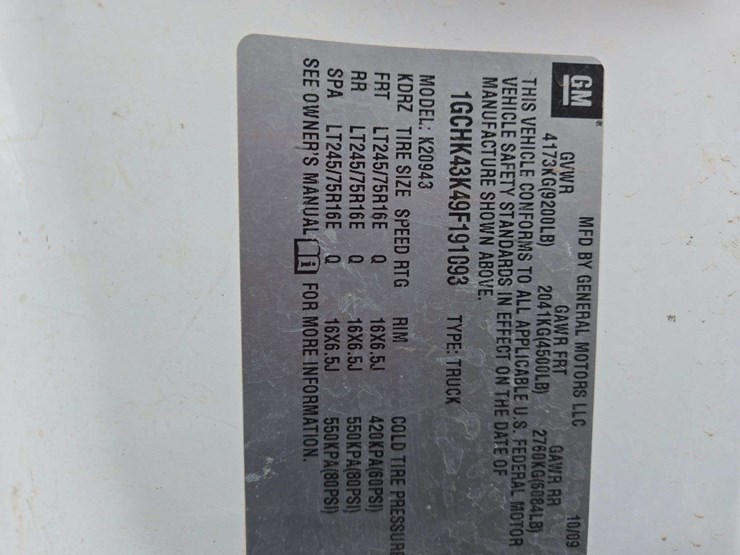 GM
MFD BY GENERAL MOTORS LLC 10/09
GVWR GAWR FRT GAWR RR
4173KG(9200LB) 2041KG(4500LB) 2760KG(6084LB)
THIS VEHICLE CONFORMS TO ALL APPLICABLE U.S. FEDERAL MOTOR
VEHICLE SAFETY STANDARDS IN EFFECT ON THE DATE OF
MANUFACTURE SHOWN ABOVE.
1GCHK43K49F191093 TYPE: TRUCK
MODEL: K20943
KDRZ TIRE SIZE SPEED RTG RIM COLD TIRE PRESSURE
FRT LT245/75R16E Q 16X6.5J 420KPA(60PSI)
RR LT245/75R16E Q 16X6.5J 550KPA(80PSI)
SPA LT245/75R16E Q 16X6.5J 550KPA(80PSI)
SEE OWNER'S MANUAL i FOR MORE INFORMATION.